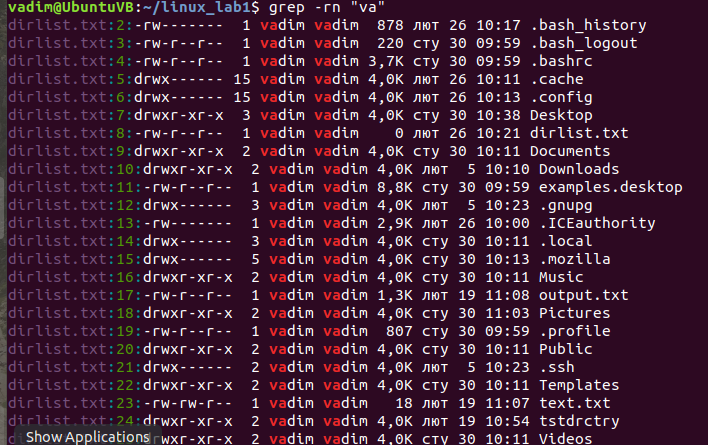 vadim@UbuntuVB:~/linux_lab1$ grep -rn "va"
dirlist.txt:2:-rw-------  1 vadim vadim  878 лют 26 10:17 .bash_history
dirlist.txt:3:-rw-r--r--  1 vadim vadim  220 сту 30 09:59 .bash_logout
dirlist.txt:4:-rw-r--r--  1 vadim vadim 3,7K сту 30 09:59 .bashrc
dirlist.txt:5:drwx------ 15 vadim vadim 4,0K лют 26 10:11 .cache
dirlist.txt:6:drwx------ 15 vadim vadim 4,0K лют 26 10:13 .config
dirlist.txt:7:drwxr-xr-x  3 vadim vadim 4,0K сту 30 10:38 Desktop
dirlist.txt:8:-rw-r--r--  1 vadim vadim    0 лют 26 10:21 dirlist.txt
dirlist.txt:9:drwxr-xr-x  2 vadim vadim 4,0K сту 30 10:11 Documents
dirlist.txt:10:drwxr-xr-x  2 vadim vadim 4,0K лют  5 10:10 Downloads
dirlist.txt:11:-rw-r--r--  1 vadim vadim 8,8K сту 30 09:59 examples.desktop
dirlist.txt:12:drwx------  3 vadim vadim 4,0K лют  5 10:23 .gnupg
dirlist.txt:13:-rw-------  1 vadim vadim 2,9K лют 26 10:00 .ICEauthority
dirlist.txt:14:drwx------  3 vadim vadim 4,0K сту 30 10:11 .local
dirlist.txt:15:drwx------  5 vadim vadim 4,0K сту 30 10:13 .mozilla
dirlist.txt:16:drwxr-xr-x  2 vadim vadim 4,0K сту 30 10:11 Music
dirlist.txt:17:-rw-r--r--  1 vadim vadim 1,3K лют 19 11:08 output.txt
dirlist.txt:18:drwxr-xr-x  2 vadim vadim 4,0K сту 30 11:03 Pictures
dirlist.txt:19:-rw-r--r--  1 vadim vadim  807 сту 30 09:59 .profile
dirlist.txt:20:drwxr-xr-x  2 vadim vadim 4,0K сту 30 10:11 Public
dirlist.txt:21:drwx------  2 vadim vadim 4,0K лют  5 10:23 .ssh
dirlist.txt:22:drwxr-xr-x  2 vadim vadim 4,0K сту 30 10:11 Templates
dirlist.txt:23:-rw-rw-r--  1 vadim vadim   18 лют 19 11:07 text.txt
dirlist.txt:24:drwxr-xr-x  2 vadim vadim 4,0K лют 19 10:54 tstdrctry
Show Applications drwxr-xr-x  2 vadim vadim 4,0K сту 30 10:11 Videos